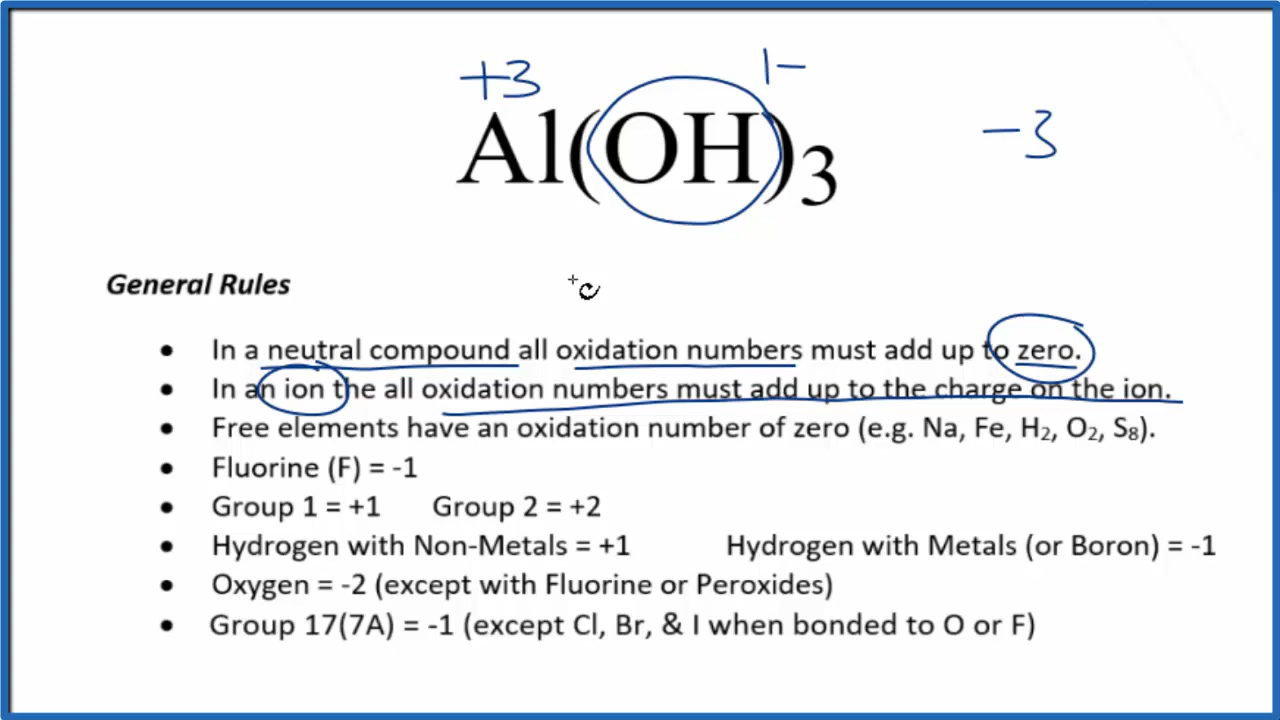 +3 1-
Al(OH)₃ -3
General Rules
• In a neutral compound all oxidation numbers must add up to zero.
• In an ion the all oxidation numbers must add up to the charge on the ion.
• Free elements have an oxidation number of zero (e.g. Na, Fe, H₂, O₂, S₈).
• Fluorine (F) = -1
• Group 1 = +1 Group 2 = +2
• Hydrogen with Non-Metals = +1 Hydrogen with Metals (or Boron) = -1
• Oxygen = -2 (except with Fluorine or Peroxides)
• Group 17(7A) = -1 (except Cl, Br, & I when bonded to O or F)